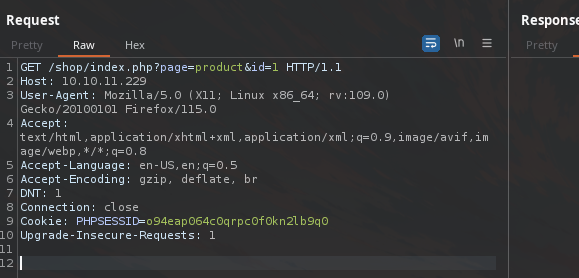 Request
Response
Pretty Raw Hex \n
Pretty
1 GET /shop/index.php?page=product&id=1 HTTP/1.1
2 Host: 10.10.11.229
3 User-Agent: Mozilla/5.0 (X11; Linux x86_64; rv:109.0)
Gecko/20100101 Firefox/115.0
4 Accept:
text/html,application/xhtml+xml,application/xml;q=0.9,image/avif,im
age/webp,*/*;q=0.8
5 Accept-Language: en-US,en;q=0.5
6 Accept-Encoding: gzip, deflate, br
7 DNT: 1
8 Connection: close
9 Cookie: PHPSESSID=o94eap064c0qrpc0f0kn2lb9q0
10 Upgrade-Insecure-Requests: 1
11
12